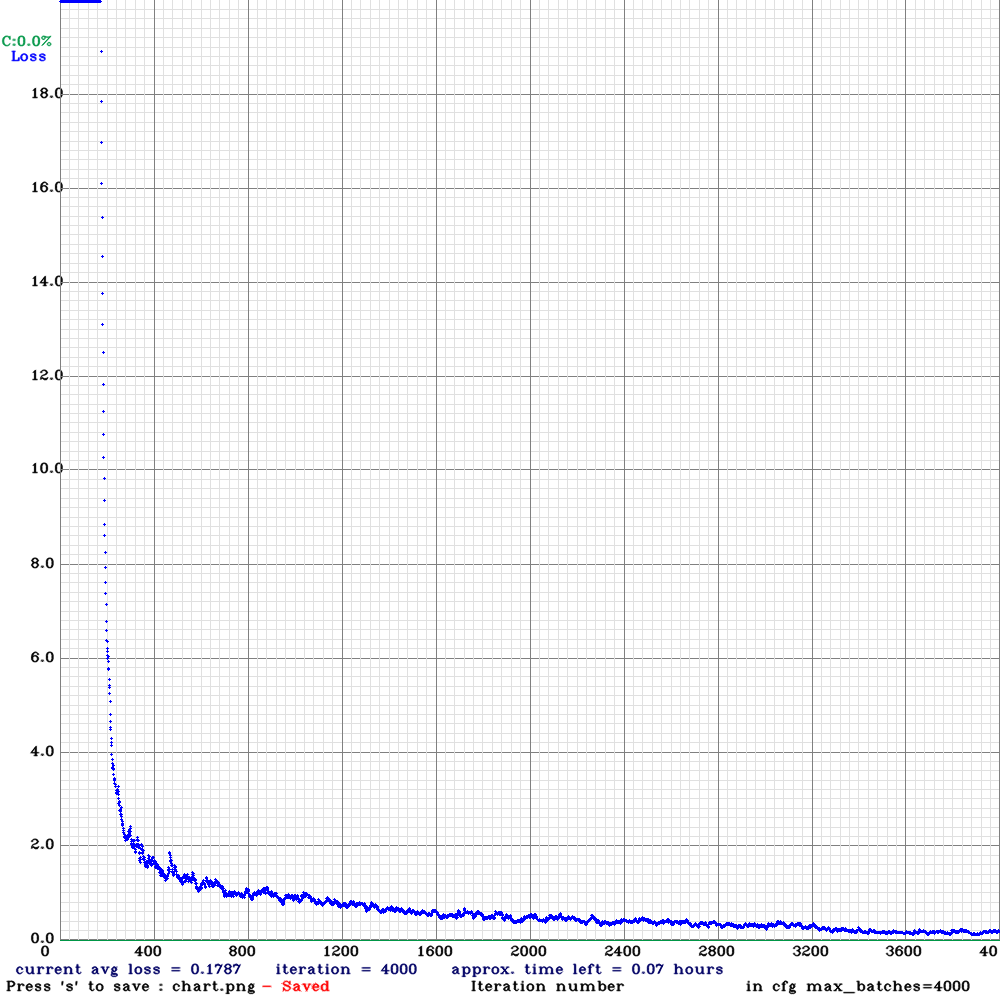 C:0.0%
Loss
18.0
16.0
14.0
12.0
10.0
8.0
6.0
4.0
2.0
0.0
0 400 800 1200 1600 2000 2400 2800 3200 3600 40
current avg loss = 0.1787 iteration = 4000 approx. time left = 0.07 hours
Press 's' to save : chart.png - Saved Iteration number in cfg max_batches=4000